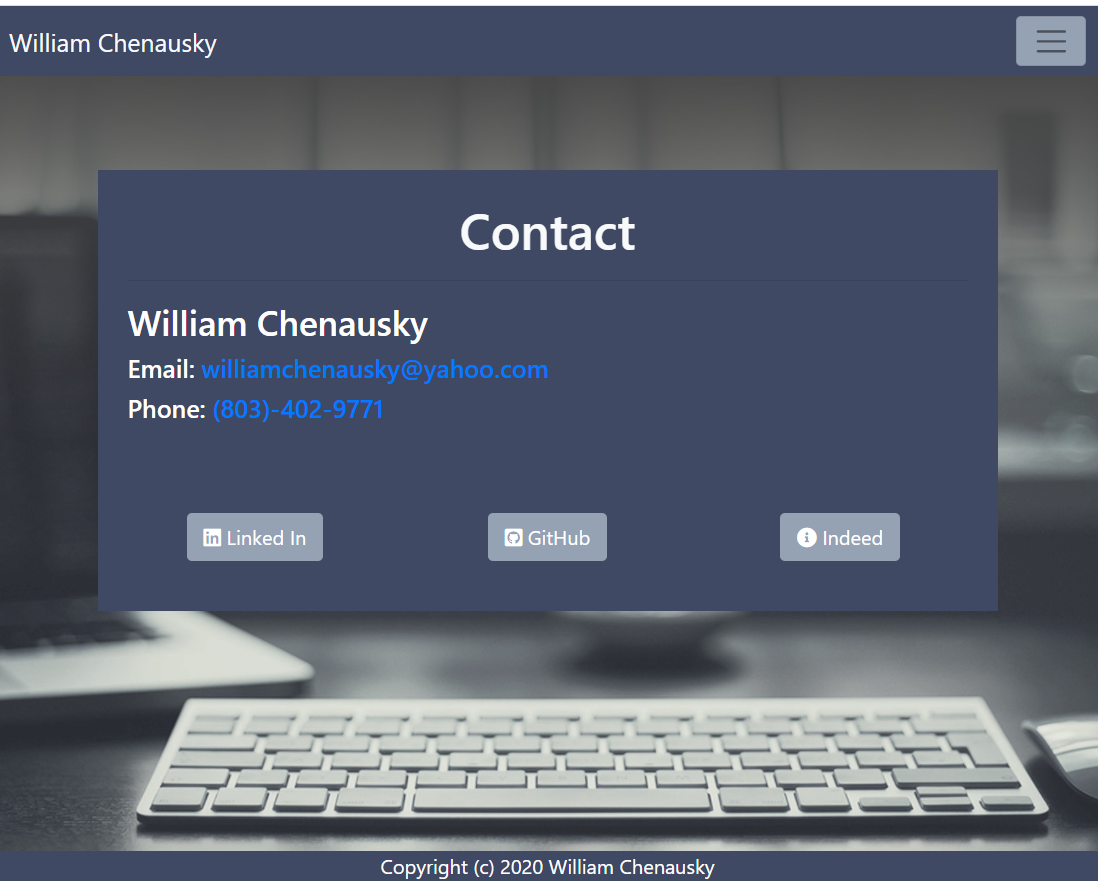 William Chenausky
Contact
William Chenausky
Email: williamchenausky@yahoo.com
Phone: (803)-402-9771
Linked In
GitHub
Indeed
Copyright (c) 2020 William Chenausky